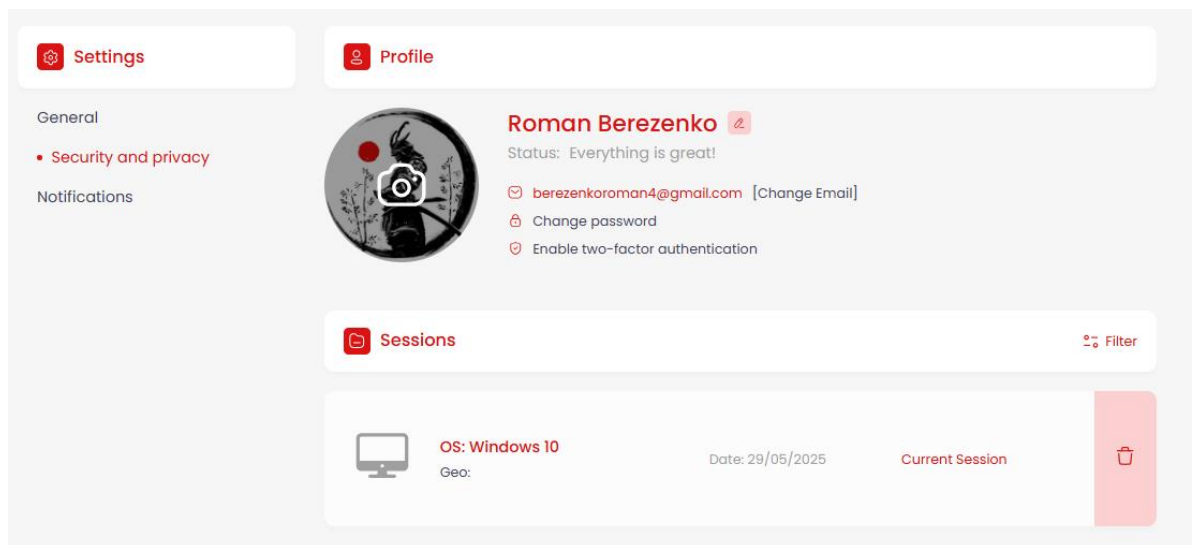 Settings
General
Security and privacy
Notifications
Profile
Roman Berezenko
Status: Everything is great!
berezenkoroman4@gmail.com [Change Email]
Change password
Enable two-factor authentication
Sessions
Filter
OS: Windows 10
Geo:
Date: 29/05/2025
Current Session